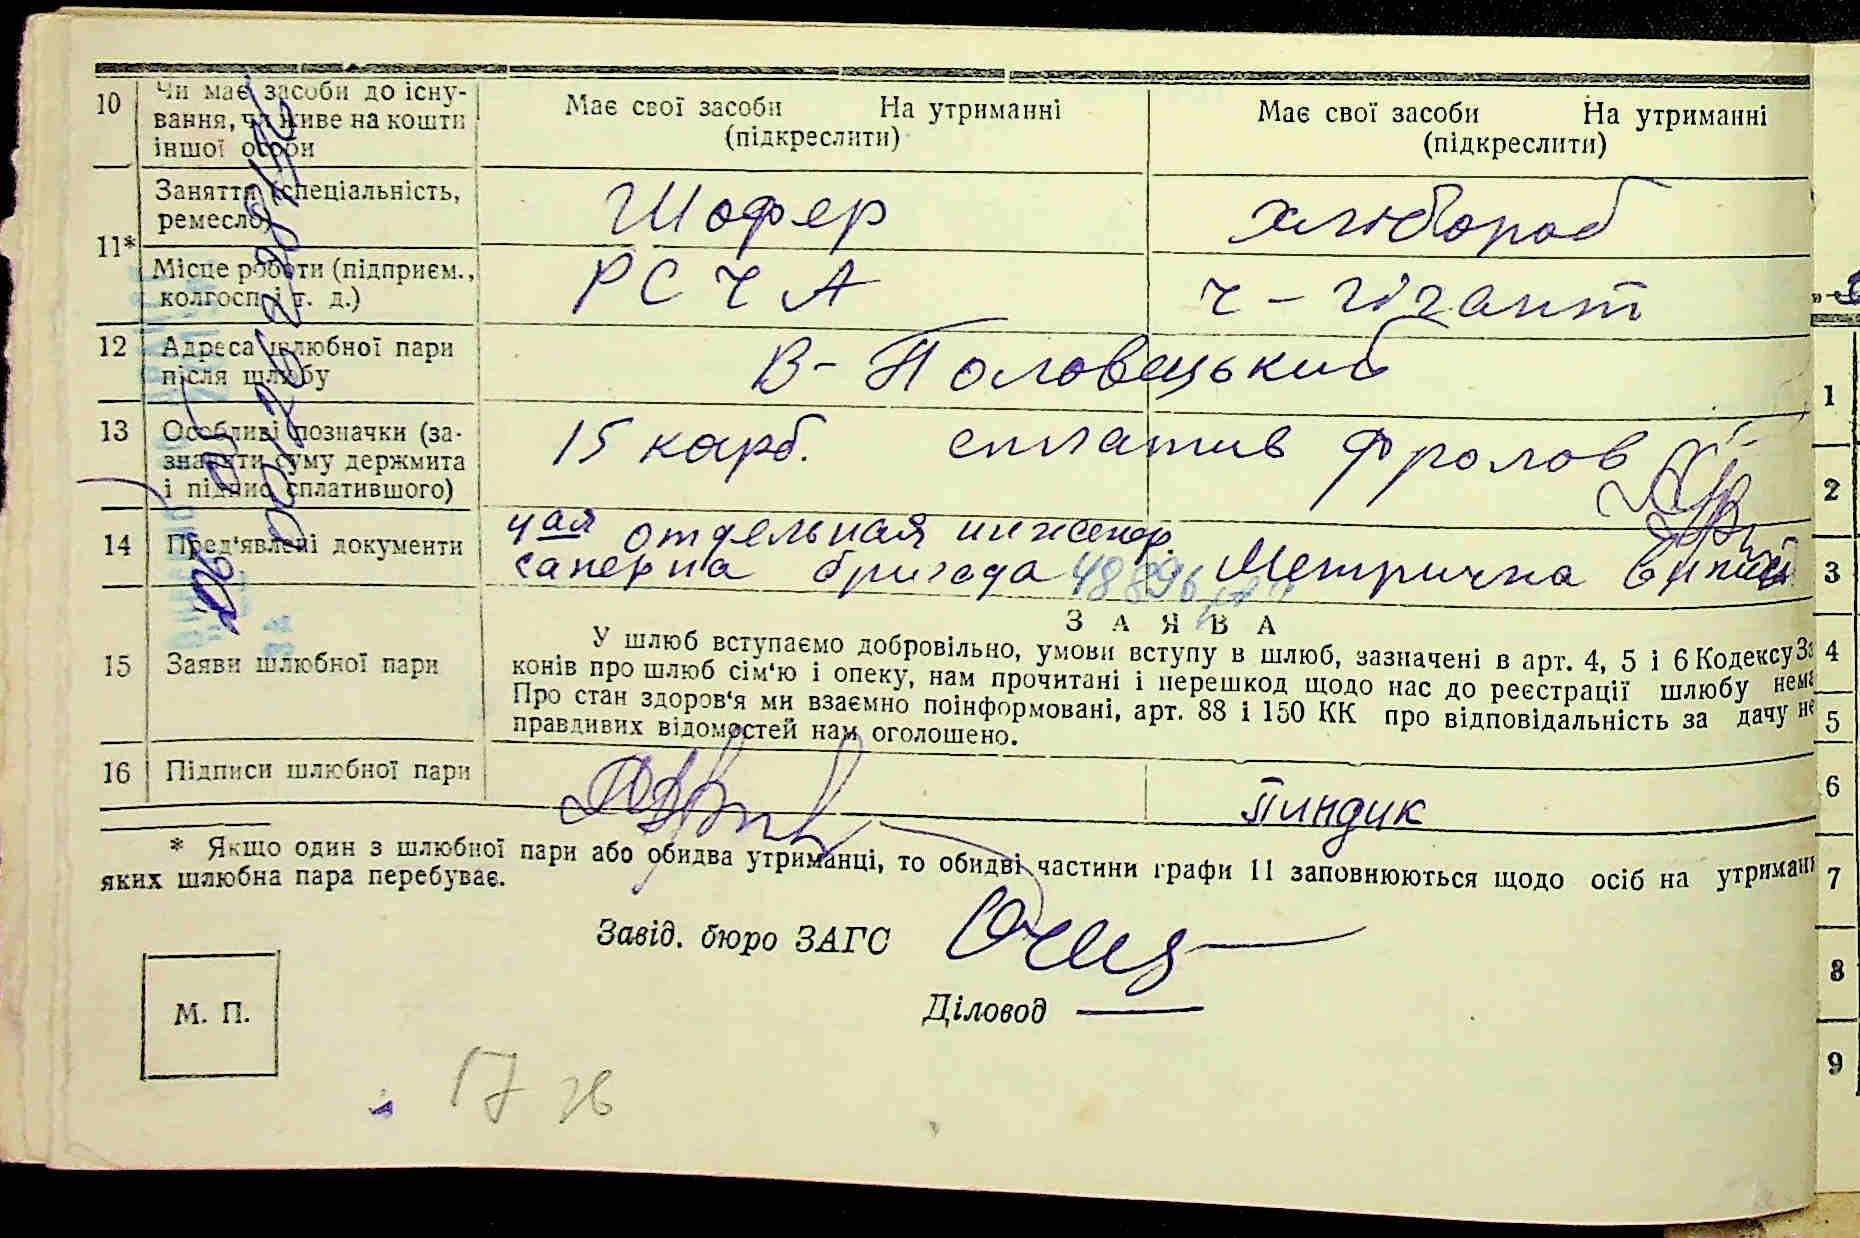 10 Чи має засоби до існу-
вання, чи живе на кошти
іншої особи
Має свої засоби На утриманні
(підкреслити)
Має свої засоби На утриманні
(підкреслити)
11*
Заняття (спеціальність,
ремесло)
Шофер
хлібороб
Місце роботи (підприєм.,
колгосп і т. д.)
РСЧА
ч-гігант
12 Адреса шлюбної пари
після шлюбу
В-Половецький
13 Особливі позначки (за-
значити суму держмита
і підпис сплатившого)
15 карб. сплатив Фролов
14 Пред'явлені документи
4ая отдельная инженер.
саперна бригада 48896
Метрична випись
15 Заяви шлюбної пари
ЗАЯВА
У шлюб вступаємо добровільно, умови вступу в шлюб, зазначені в арт. 4, 5 і 6 Кодексу За
конів про шлюб сім'ю і опеку, нам прочитані і перешкод щодо нас до реєстрації шлюбу нема
Про стан здоров'я ми взаємно поінформовані, арт. 88 і 150 КК про відповідальність за дачу не
правдивих відомостей нам оголошено.
16 Підписи шлюбної пари
Пиндик
* Якщо один з шлюбної пари або обидва утриманці, то обидві частини графи 11 заповнюються щодо осіб на утриманн
яких шлюбна пара перебуває.
Завід. бюро ЗАГС
Діловод
М. П.
17
1
2
3
4
5
6
7
8
9